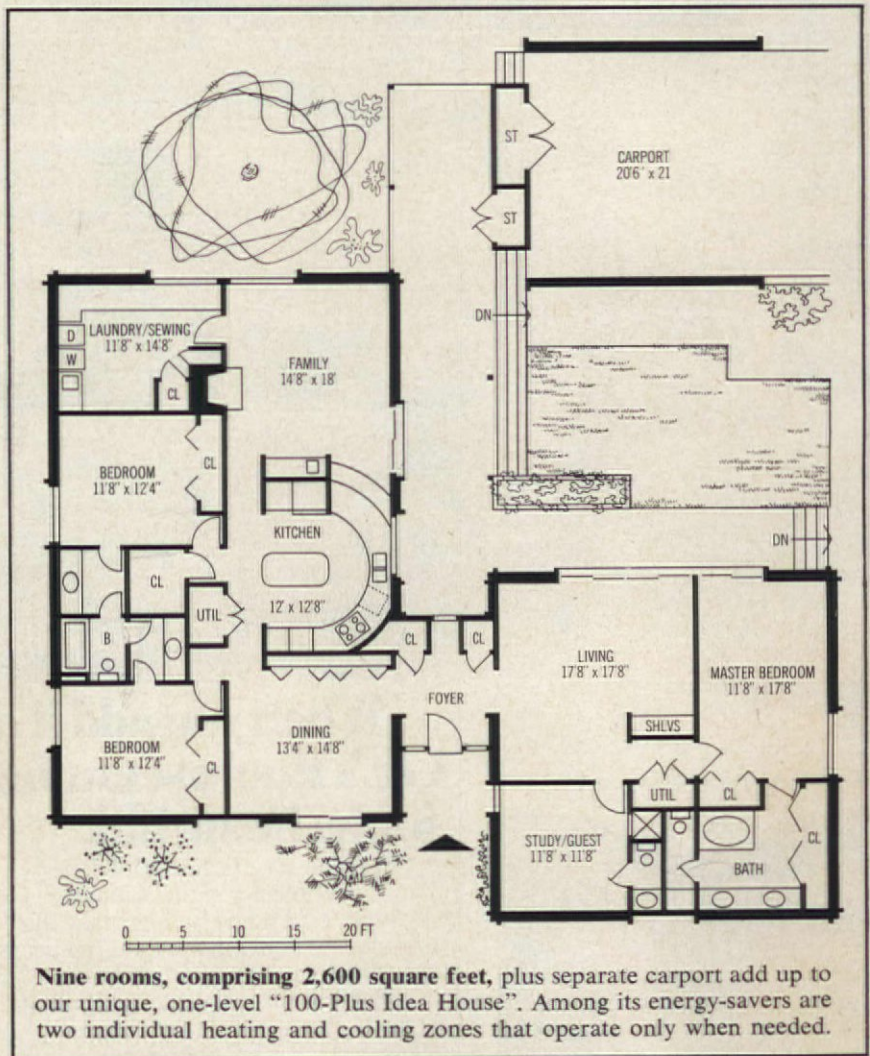 ST
CARPORT
20'6' x 21
ST
DN
D
LAUNDRY/SEWING
11'8" x 14'8"
W
CL
FAMILY
14'8" x 18'
BEDROOM
11'8" x 12'4"
CL
KITCHEN
CL
12' x 12'8"
UTIL
B
DN
CL
CL
LIVING
17'8" x 17'8"
MASTER BEDROOM
11'8" x 17'8"
FOYER
SHLVS
BEDROOM
11'8" x 12'4"
CL
DINING
13'4" x 14'8"
UTIL
CL
STUDY/GUEST
11'8" x 11'8"
BATH
CL
0 10 15 20 FT
Nine rooms, comprising 2,600 square feet, plus separate carport add up to
our unique, one-level “100-Plus Idea House”. Among its energy-savers are
two individual heating and cooling zones that operate only when needed.